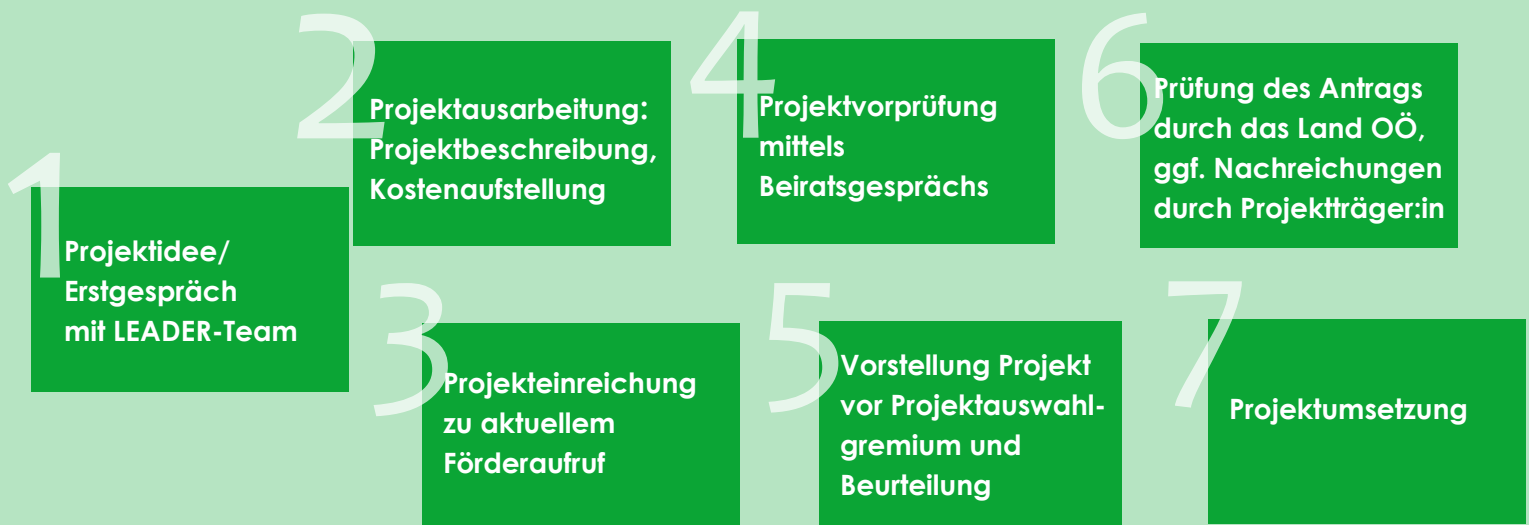 1
Projektidee/
Erstgespräch
mit LEADER-Team
2
Projektausarbeitung:
Projektbeschreibung,
Kostenaufstellung
3
Projekteinreichung
zu aktuellem
Förderaufruf
4
Projektvorprüfung
mittels
Beiratsgesprächs
5
Vorstellung Projekt
vor Projektauswahl-
gremium und
Beurteilung
6
Prüfung des Antrags
durch das Land OÖ,
ggf. Nachreichungen
durch Projektträger:in
7
Projektumsetzung